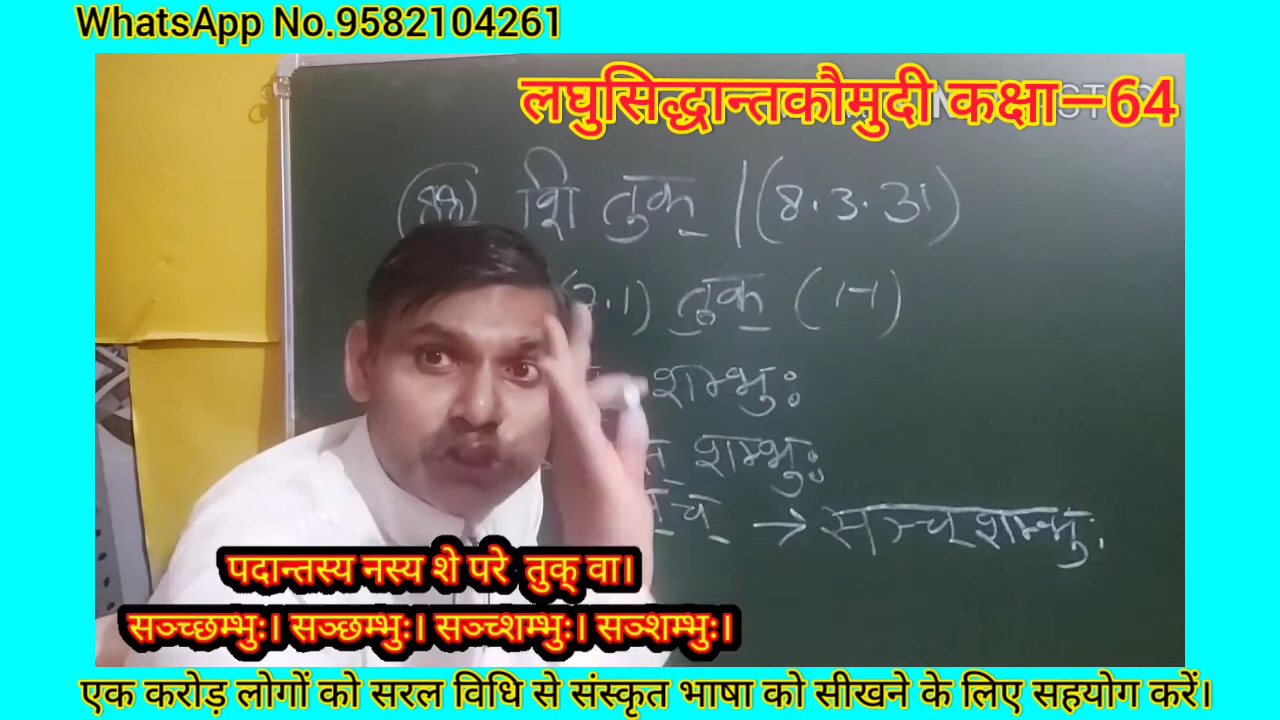 WhatsApp No.9582104261
लघुसिद्धान्तकौमुदी कक्षा—64
शि तुक् | (8.3.31)
तुक् (1-1)
शम्भुः
शम्भुः
च् → सञ्च्शम्भुः
पदान्तस्य नस्य शे परे तुक् वा।
सञ्च्छम्भुः। सञ्छम्भुः। सञ्च्शम्भुः। सञ्शम्भुः।
एक करोड़ लोगों को सरल विधि से संस्कृत भाषा को सीखने के लिए सहयोग करें।